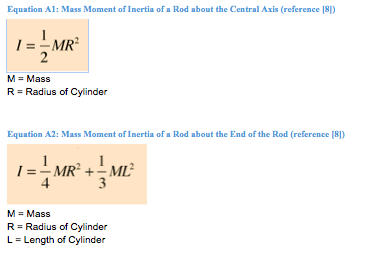 Equation A1: Mass Moment of Inertia of a Rod about the Central Axis (reference [8])
I = 1/2 MR²
M = Mass
R = Radius of Cylinder
Equation A2: Mass Moment of Inertia of a Rod about the End of the Rod (reference [8])
I = 1/4 MR² + 1/3 ML²
M = Mass
R = Radius of Cylinder
L = Length of Cylinder